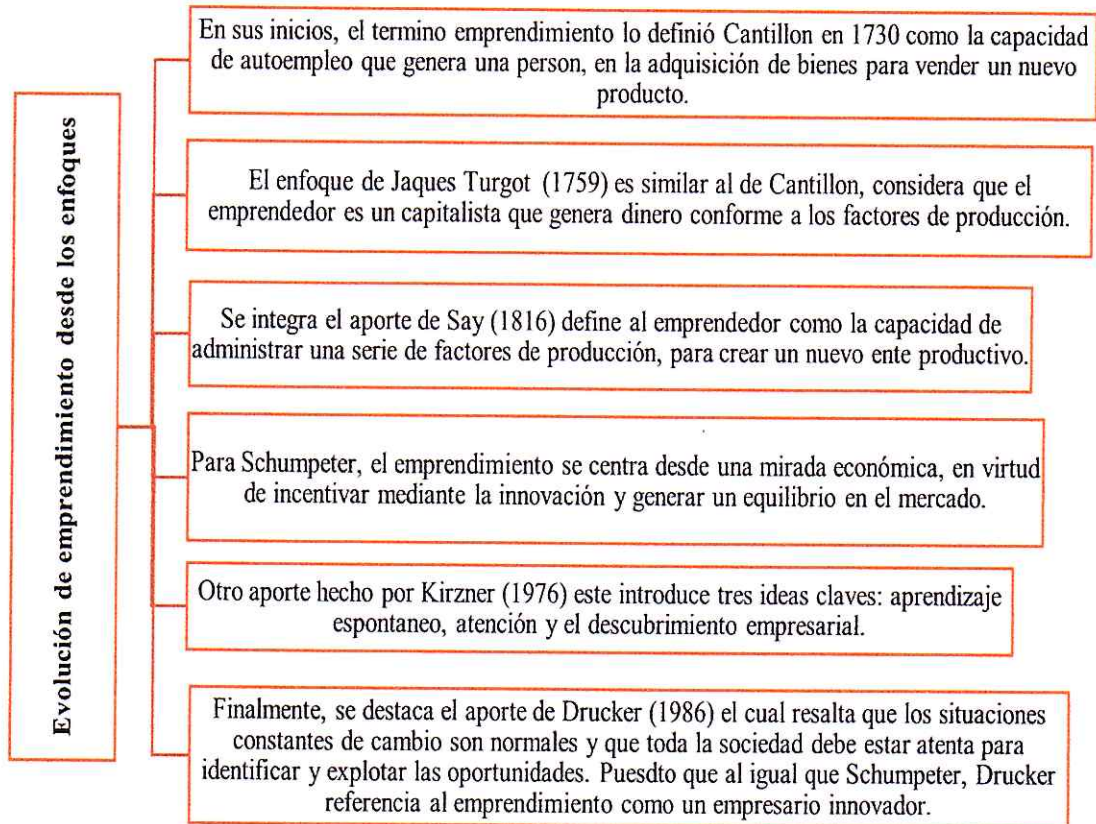 Evolución de emprendimiento desde los enfoques
En sus inicios, el termino emprendimiento lo definió Cantillon en 1730 como la capacidad
de autoempleo que genera una person, en la adquisición de bienes para vender un nuevo
producto.
El enfoque de Jaques Turgot (1759) es similar al de Cantillon, considera que el
emprendedor es un capitalista que genera dinero conforme a los factores de producción.
Se integra el aporte de Say (1816) define al emprendedor como la capacidad de
administrar una serie de factores de producción, para crear un nuevo ente productivo.
Para Schumpeter, el emprendimiento se centra desde una mirada económica, en virtud
de incentivar mediante la innovación y generar un equilibrio en el mercado.
Otro aporte hecho por Kirzner (1976) este introduce tres ideas claves: aprendizaje
espontaneo, atención y el descubrimiento empresarial.
Finalmente, se destaca el aporte de Drucker (1986) el cual resalta que los situaciones
constantes de cambio son normales y que toda la sociedad debe estar atenta para
identificar y explotar las oportunidades. Puesdto que al igual que Schumpeter, Drucker
referencia al emprendimiento como un empresario innovador.